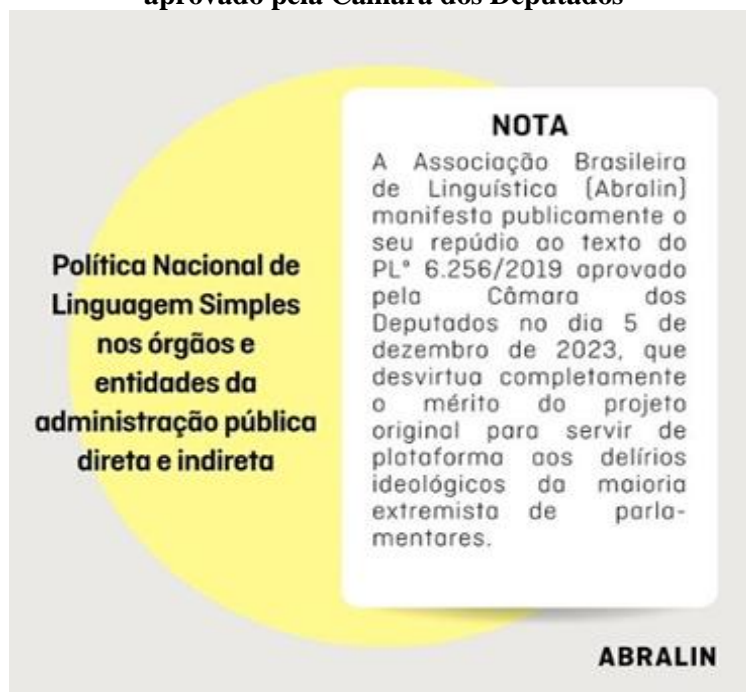 aprovado pela Câmara dos Deputados
Política Nacional de
Linguagem Simples
nos órgãos e
entidades da
administração pública
direta e indireta
NOTA
A Associação Brasileira
de Linguística (Abralin)
manifesta publicamente o
seu repúdio ao texto do
PL° 6.256/2019 aprovado
pela Câmara dos
Deputados no dia 5 de
dezembro de 2023, que
desvirtua completamente
o mérito do projeto
original para servir de
plataforma aos delírios
ideológicos da maioria
extremista de parla-
mentares.
ABRALIN